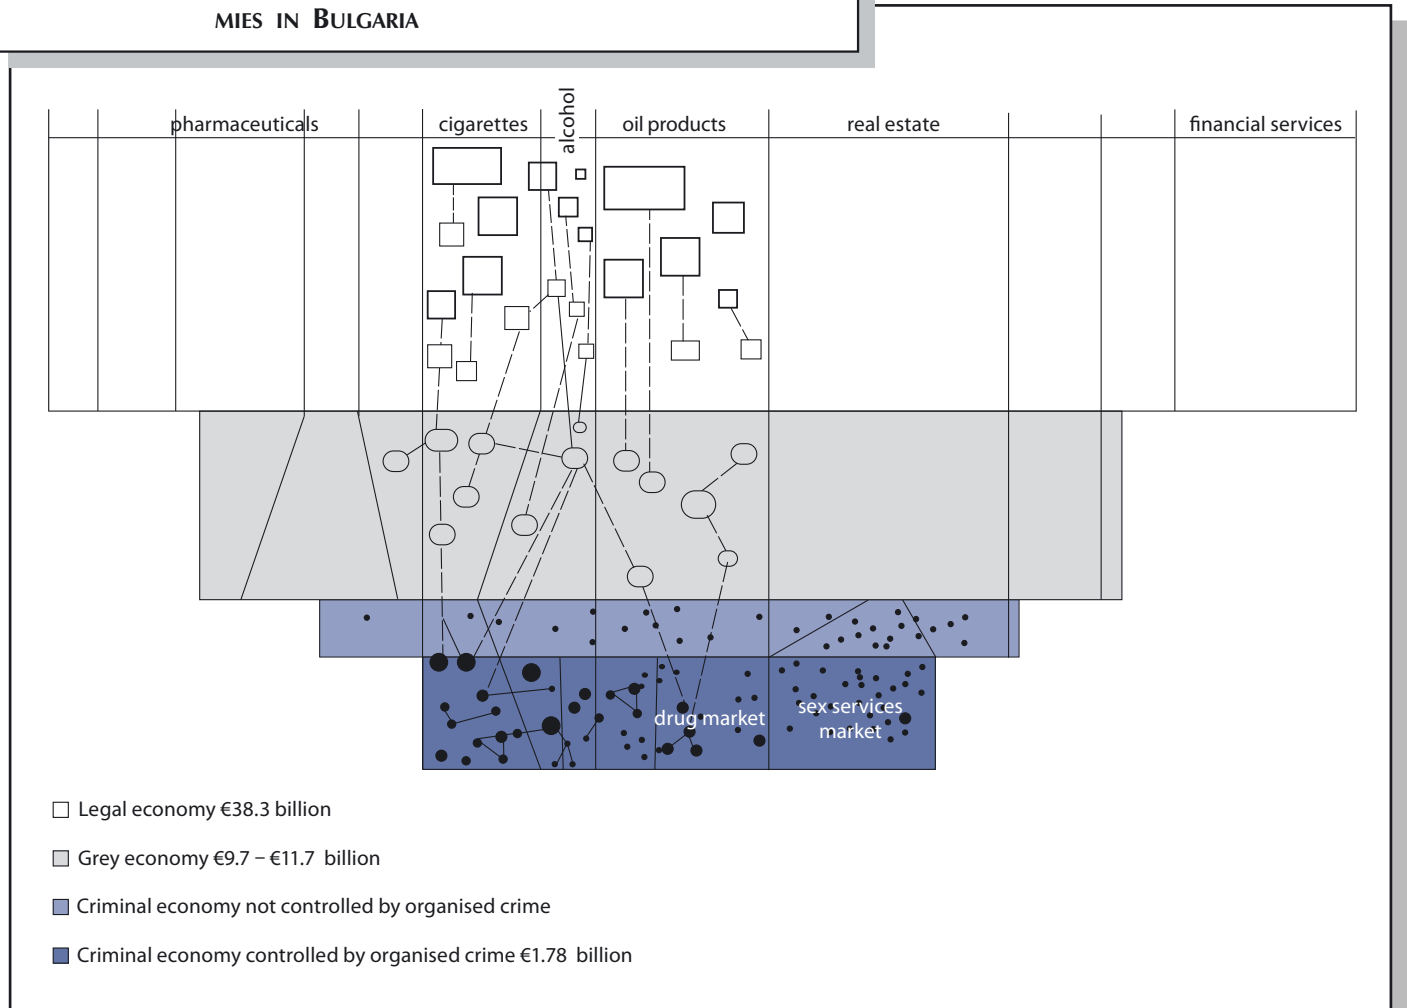 MIES IN BULGARIA
pharmaceuticals
cigarettes
alcohol
oil products
real estate
financial services
drug market
sex services
market
Legal economy €38.3 billion
Grey economy €9.7 – €11.7 billion
Criminal economy not controlled by organised crime
Criminal economy controlled by organised crime €1.78 billion